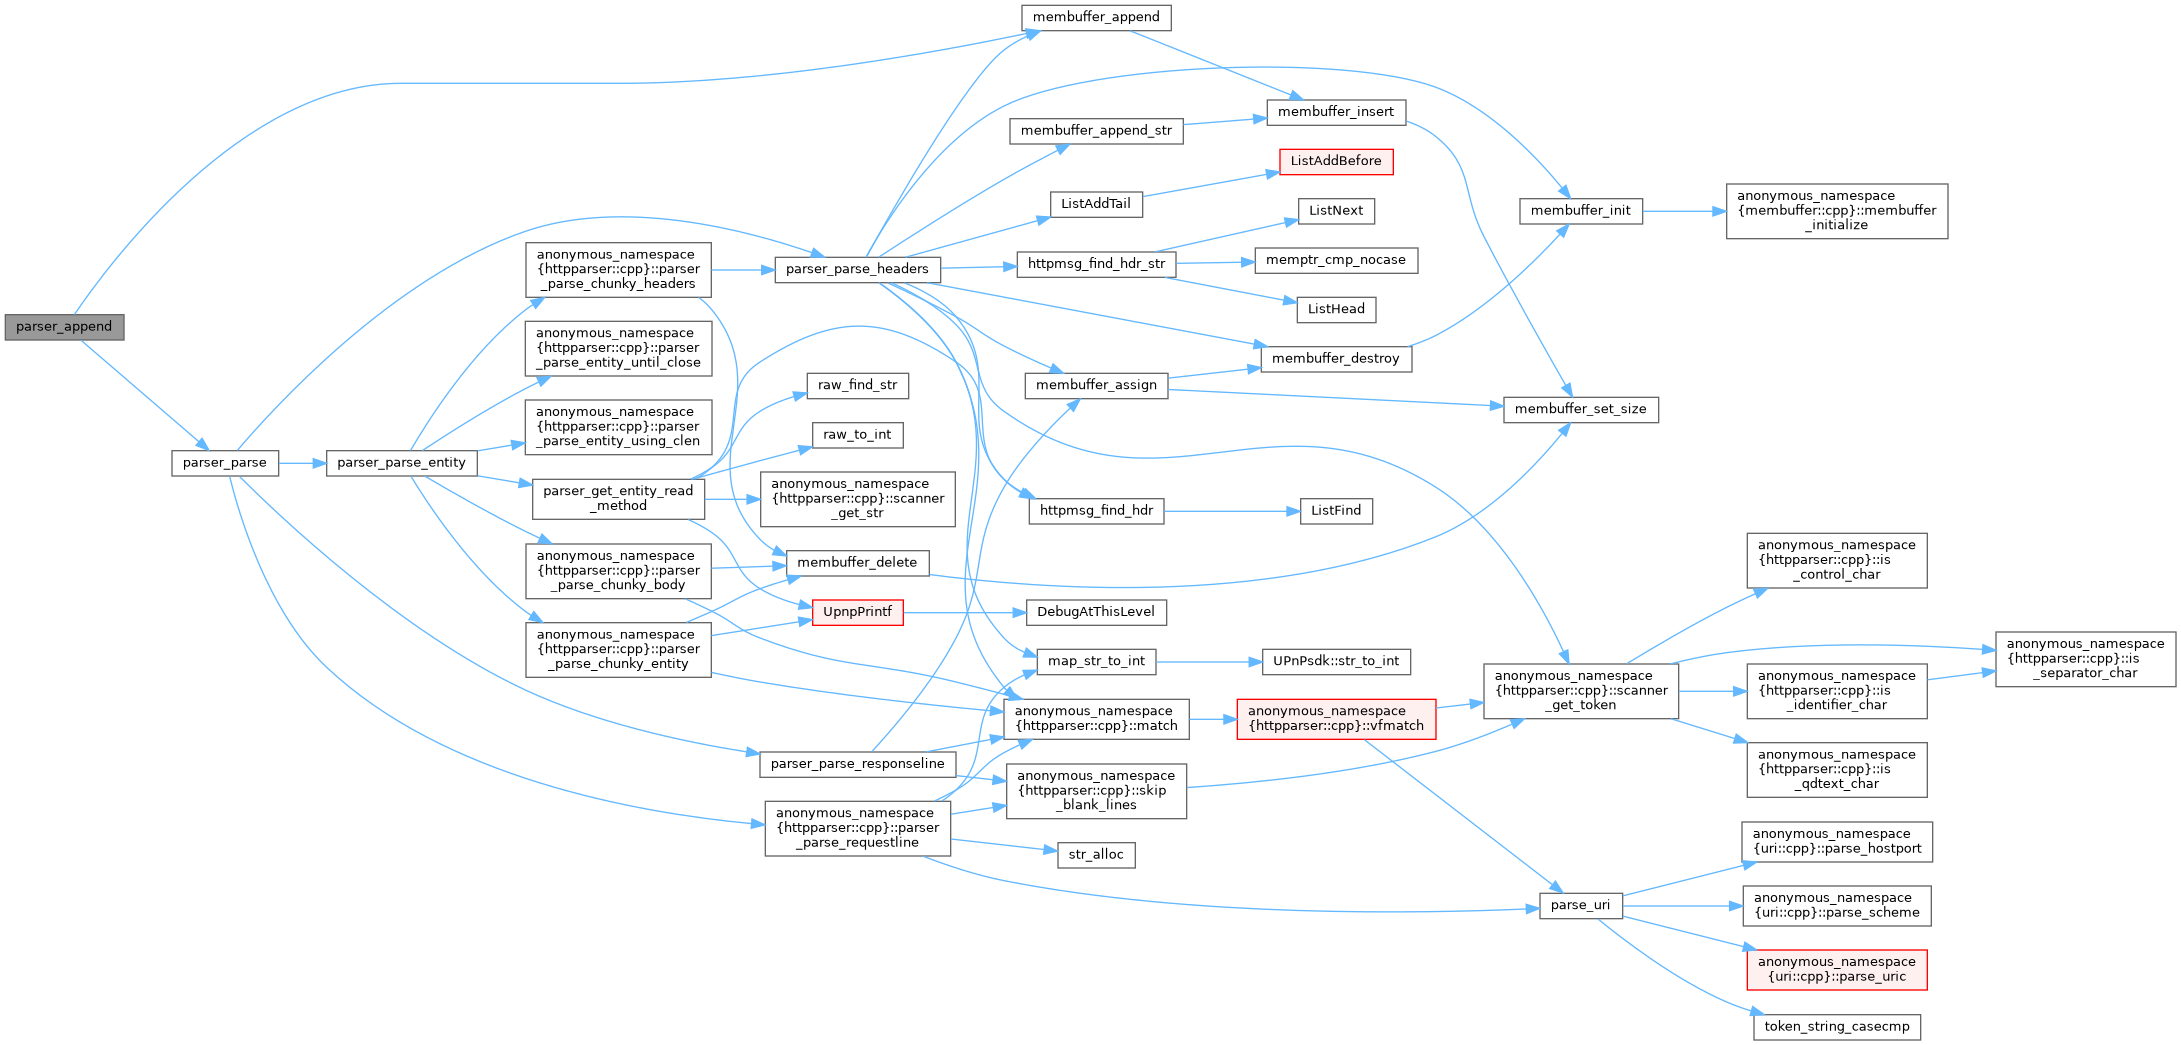 parser_append
parser_parse
parser_parse_entity
anonymous_namespace
{httpparser::cpp}::parser
_parse_chunky_headers
anonymous_namespace
{httpparser::cpp}::parser
_parse_entity_until_close
anonymous_namespace
{httpparser::cpp}::parser
_parse_entity_using_clen
parser_get_entity_read
_method
anonymous_namespace
{httpparser::cpp}::parser
_parse_chunky_body
anonymous_namespace
{httpparser::cpp}::parser
_parse_chunky_entity
parser_parse_headers
raw_find_str
raw_to_int
anonymous_namespace
{httpparser::cpp}::scanner
_get_str
membuffer_delete
UpnpPrintf
parser_parse_responseline
anonymous_namespace
{httpparser::cpp}::parser
_parse_requestline
membuffer_append
membuffer_append_str
ListAddTail
httpmsg_find_hdr_str
membuffer_assign
httpmsg_find_hdr
DebugAtThisLevel
map_str_to_int
anonymous_namespace
{httpparser::cpp}::match
anonymous_namespace
{httpparser::cpp}::skip
_blank_lines
str_alloc
membuffer_insert
ListAddBefore
ListNext
memptr_cmp_nocase
ListHead
membuffer_destroy
ListFind
UPnPsdk::str_to_int
anonymous_namespace
{httpparser::cpp}::vfmatch
membuffer_init
membuffer_set_size
anonymous_namespace
{httpparser::cpp}::scanner
_get_token
parse_uri
anonymous_namespace
{membuffer::cpp}::membuffer
_initialize
anonymous_namespace
{httpparser::cpp}::is
_control_char
anonymous_namespace
{httpparser::cpp}::is
_identifier_char
anonymous_namespace
{httpparser::cpp}::is
_qdtext_char
anonymous_namespace
{uri::cpp}::parse_hostport
anonymous_namespace
{uri::cpp}::parse_scheme
anonymous_namespace
{uri::cpp}::parse_uric
token_string_casecmp
anonymous_namespace
{httpparser::cpp}::is
_separator_char